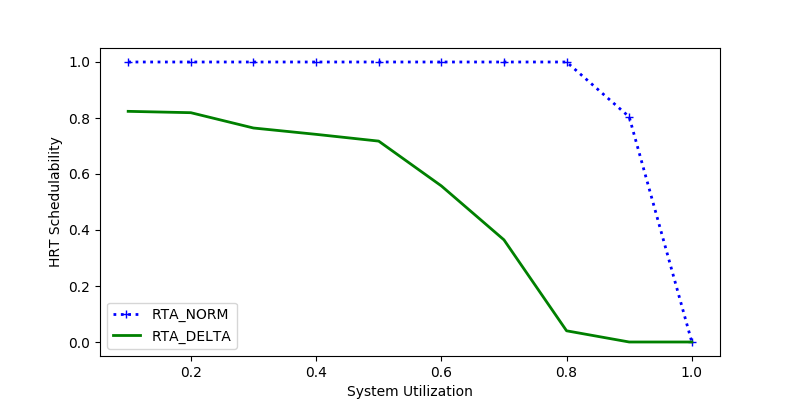 1.0
0.8
0.6
0.4
0.2
0.0
HRT Schedulability
RTA_NORM
RTA_DELTA
0.2 0.4 0.6 0.8 1.0
System Utilization